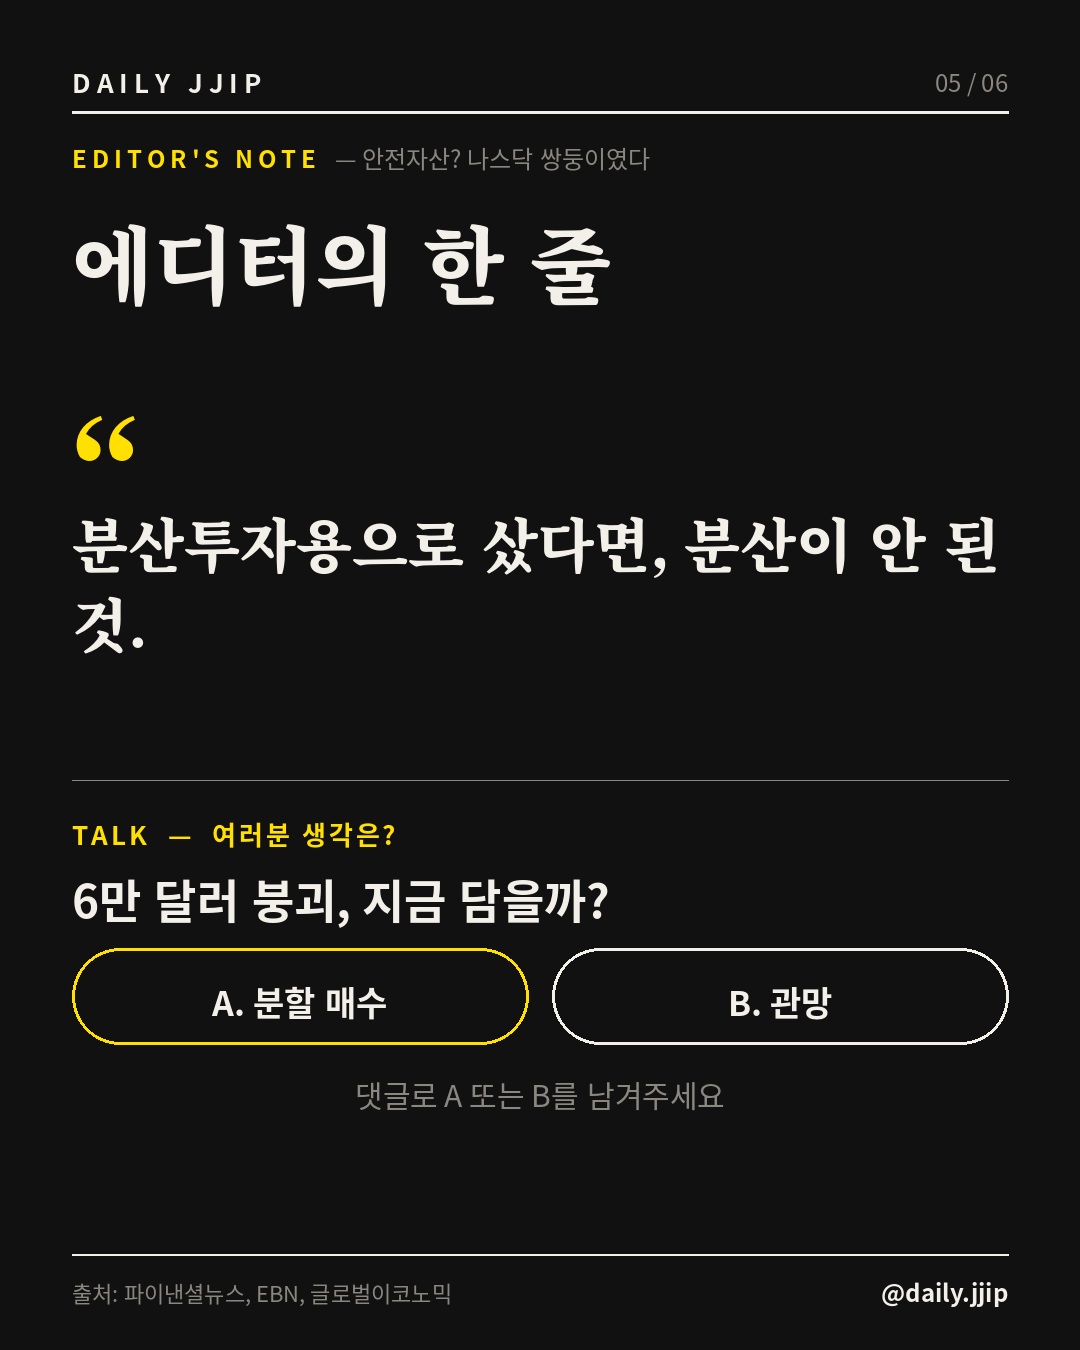 DAILY JJIP
05 / 06
EDITOR'S NOTE — 안전자산? 나스닥 쌍둥이였다
에디터의 한 줄
“
분산투자용으로 샀다면, 분산이 안 된
것.
TALK — 여러분 생각은?
6만 달러 붕괴, 지금 담을까?
A. 분할 매수
B. 관망
댓글로 A 또는 B를 남겨주세요
출처: 파이낸셜뉴스, EBN, 글로벌이코노믹
@daily.jjip